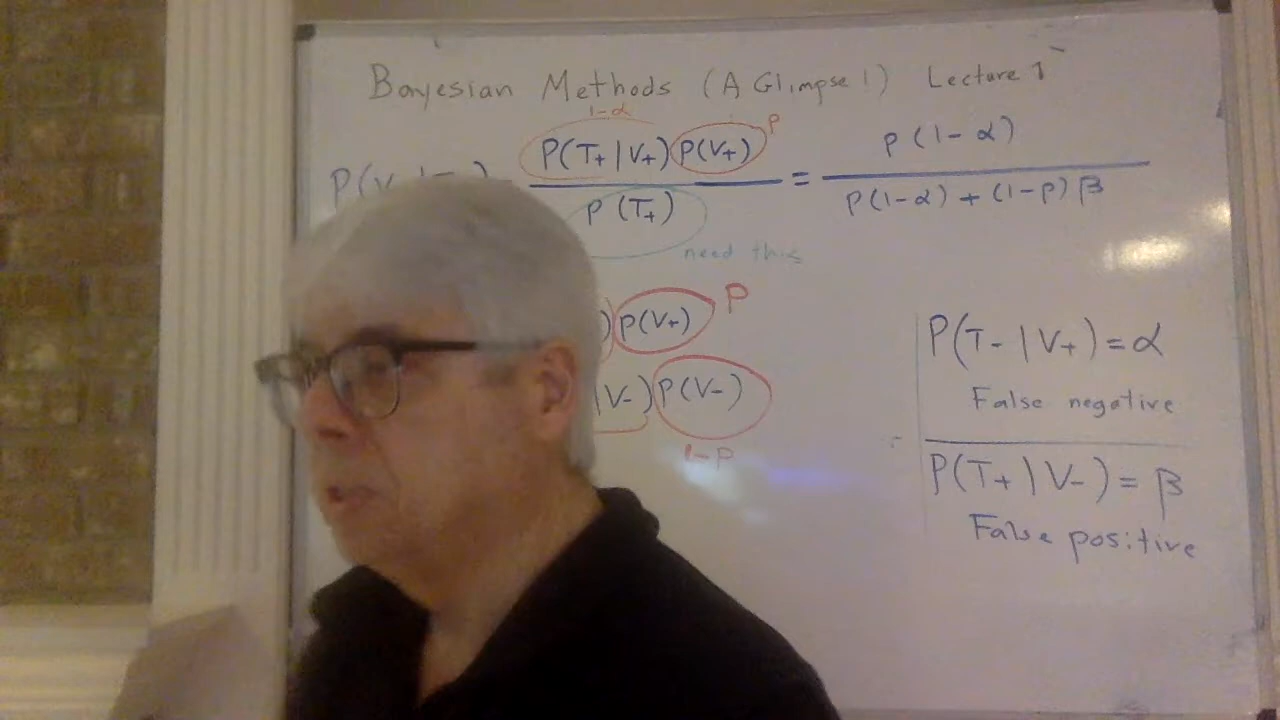 Bayesian Methods (A Glimpse!) Lecture 1
1-α
P(T+|V+) P(V+) P
P(V
= p(1-α)
P(T+)
p(1-α) + (1-p)β
need this
)P(V+) P
|V-)P(V-)
1-P
P(T-|V+)=α
False negative
P(T+|V-)=β
False positive